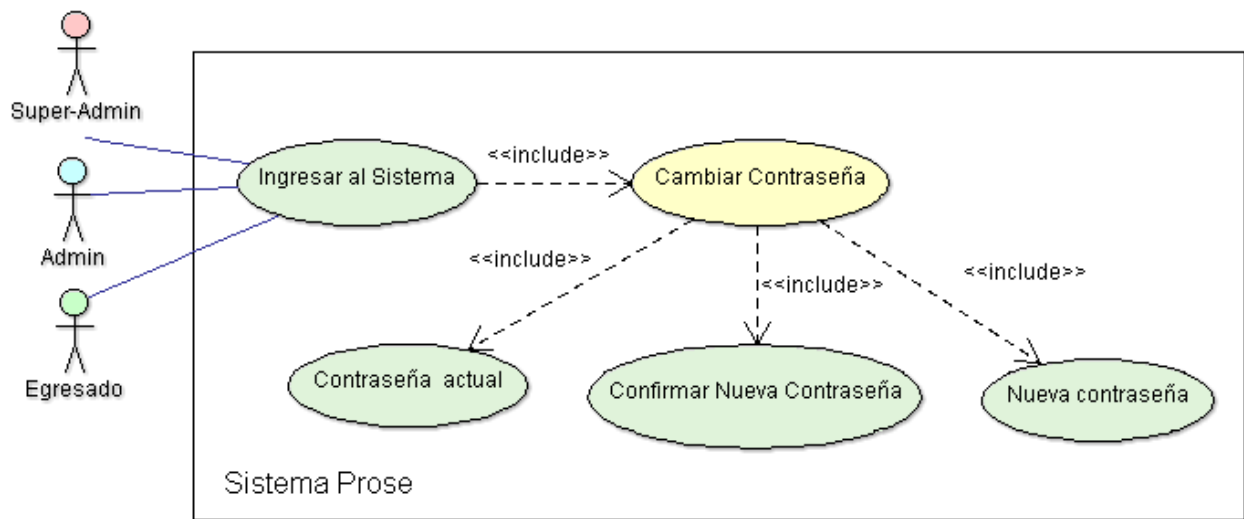 Super-Admin
Admin
Egresado
Ingresar al Sistema
<<include>>
Cambiar Contraseña
<<include>>
<<include>>
<<include>>
Contraseña actual
Confirmar Nueva Contraseña
Nueva contraseña
Sistema Prose